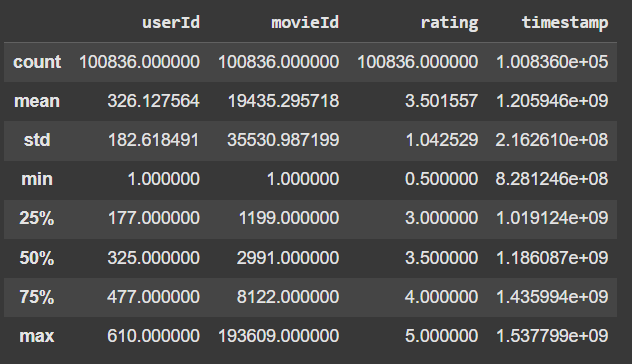 userId movieId rating timestamp
count 100836.000000 100836.000000 100836.000000 1.008360e+05
mean 326.127564 19435.295718 3.501557 1.205946e+09
std 182.618491 35530.987199 1.042529 2.162610e+08
min 1.000000 1.000000 0.500000 8.281246e+08
25% 177.000000 1199.000000 3.000000 1.019124e+09
50% 325.000000 2991.000000 3.500000 1.186087e+09
75% 477.000000 8122.000000 4.000000 1.435994e+09
max 610.000000 193609.000000 5.000000 1.537799e+09